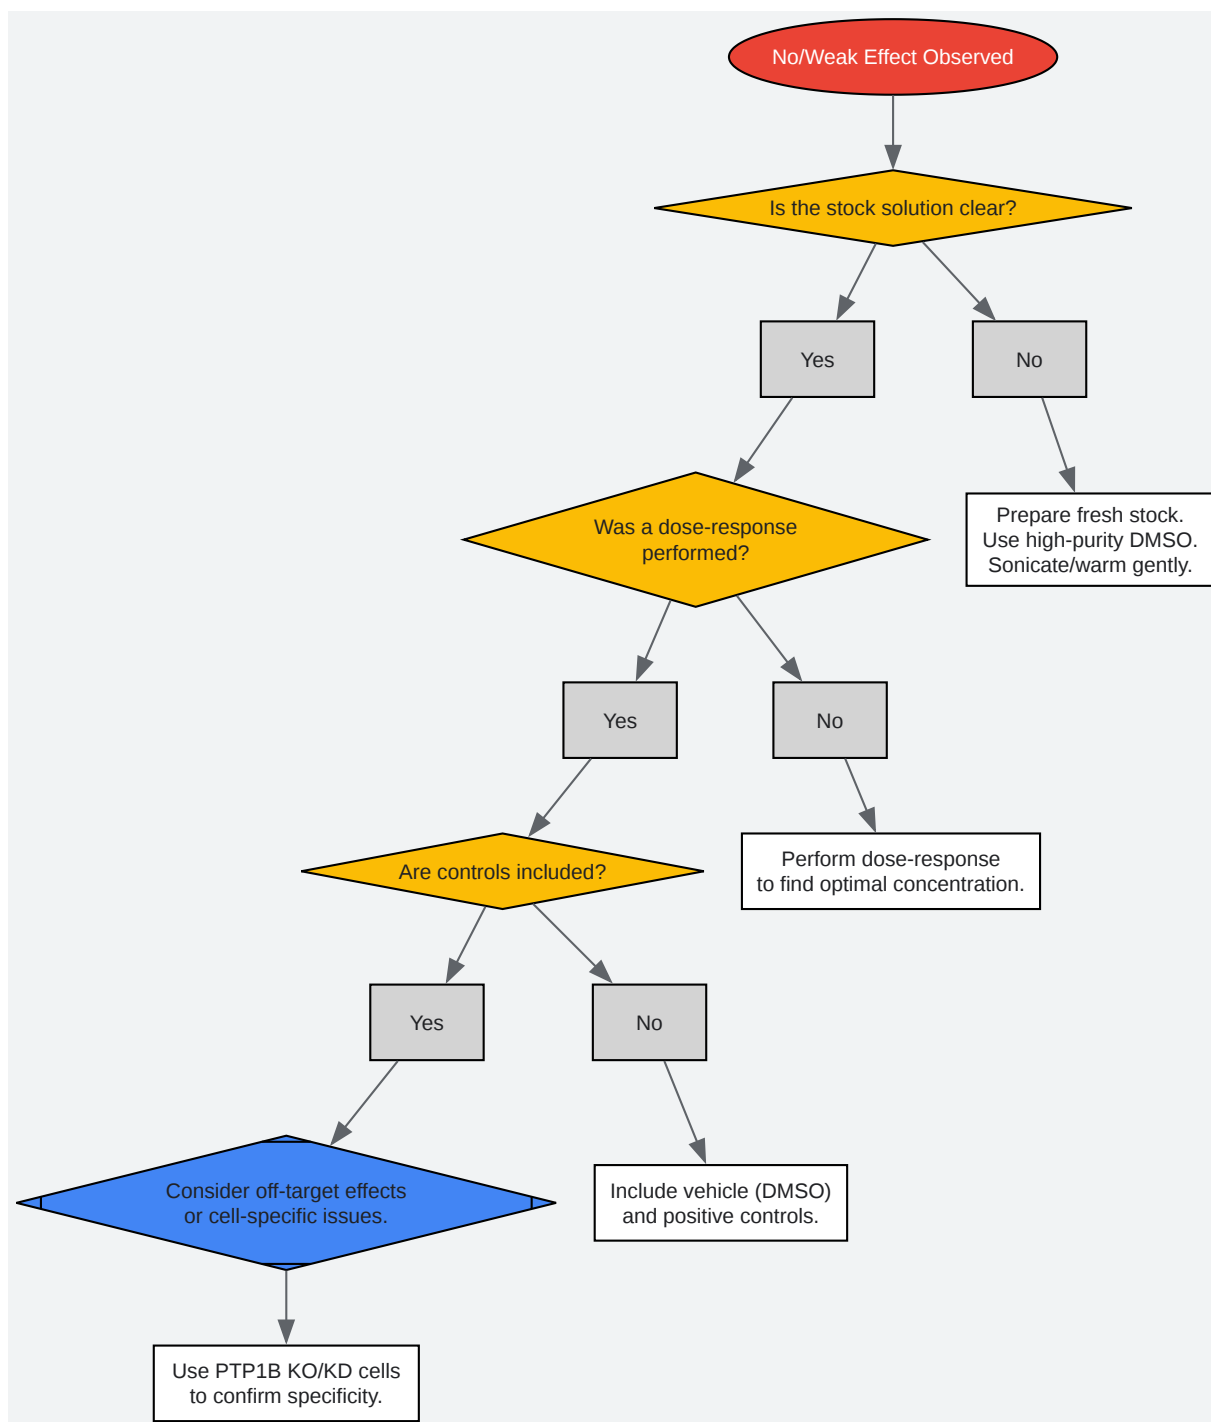 No/Weak Effect Observed
Is the stock solution clear?
Yes
No
Prepare fresh stock.
Use high-purity DMSO.
Sonicate/warm gently.
Was a dose-response
performed?
Yes
No
Perform dose-response
to find optimal concentration.
Are controls included?
Yes
No
Include vehicle (DMSO)
and positive controls.
Consider off-target effects
or cell-specific issues.
Use PTP1B KO/KD cells
to confirm specificity.